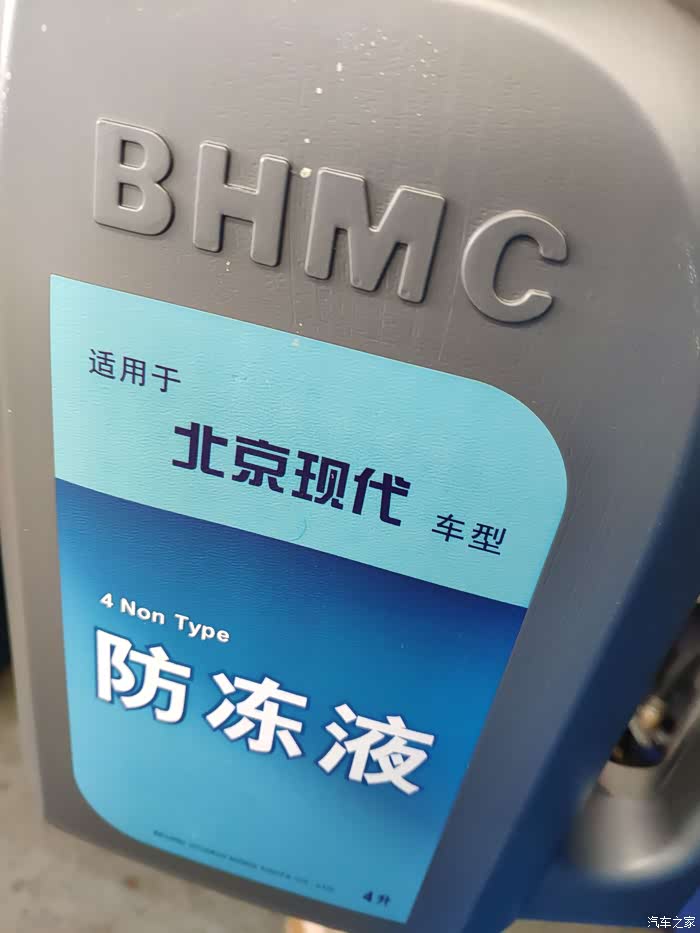 BHMC
适用于
北京现代 车型
4 Non Type
防冻液
4升
汽车之家